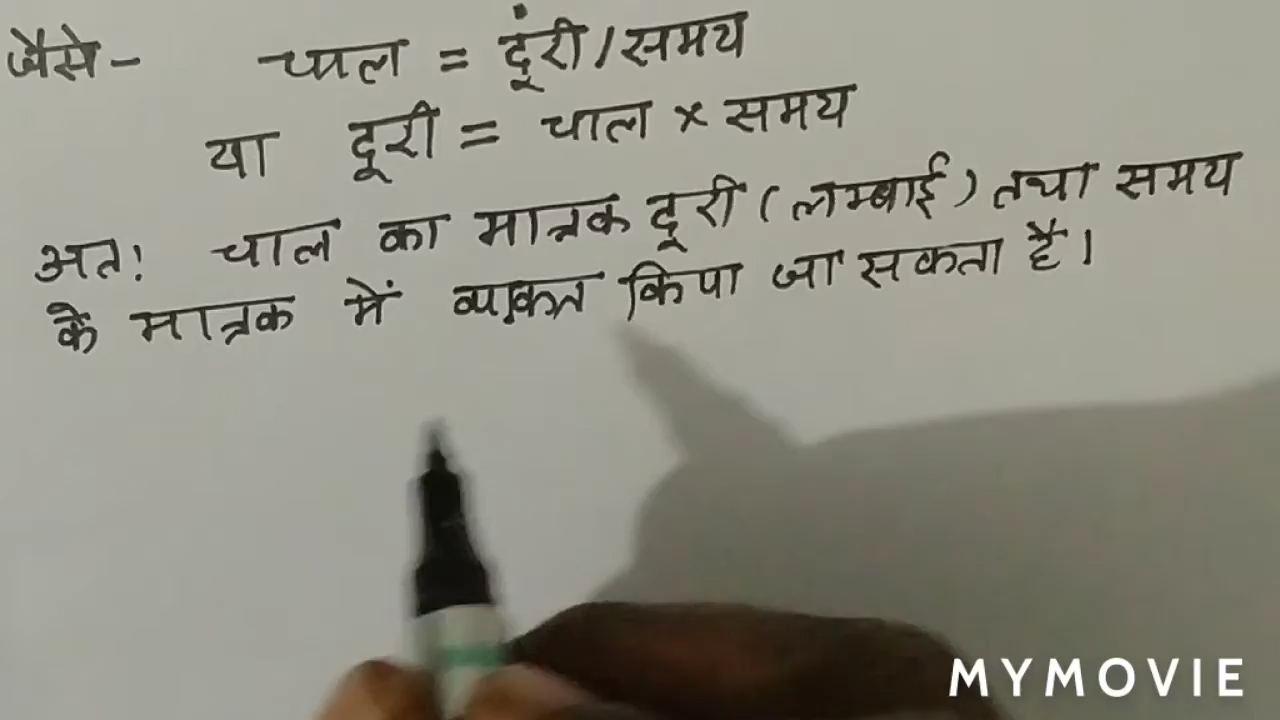 जैसे- चाल = दूंरी/समय
या दूरी = चाल × समय
अतः चाल का मात्रक दूरी (लम्बाई) तथा समय
के मात्रक में व्यक्त किया जा सकता है।
MYMOVIE